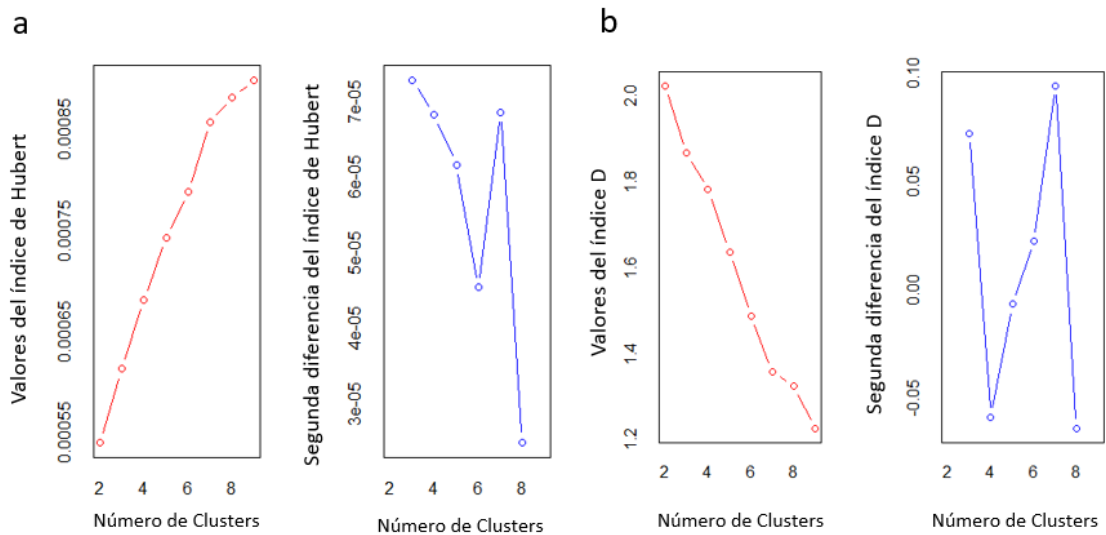 a
Valores del índice de Hubert
0.00085
0.00075
0.00065
0.00055
2 4 6 8
Número de Clusters
Segunda diferencia del índice de Hubert
7e-05
6e-05
5e-05
4e-05
3e-05
2 4 6 8
Número de Clusters
b
Valores del índice D
2.0
1.8
1.6
1.4
1.2
2 4 6 8
Número de Clusters
Segunda diferencia del índice D
0.10
0.05
0.00
-0.05
2 4 6 8
Número de Clusters